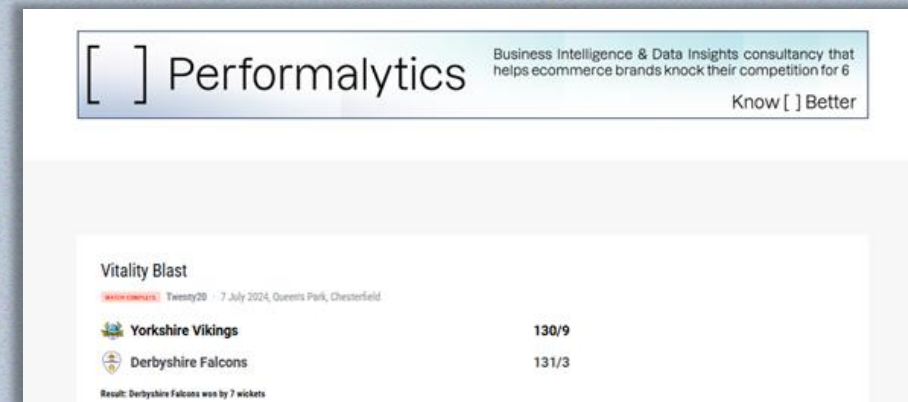 [ ] Performalytics
Business Intelligence & Data Insights consultancy that
helps ecommerce brands knock their competition for 6
Know [ ] Better
Vitality Blast
MATCH COMPLETE Twenty20 · 7 July 2024, Queen's Park, Chesterfield
Yorkshire Vikings 130/9
Derbyshire Falcons 131/3
Result: Derbyshire Falcons won by 7 wickets